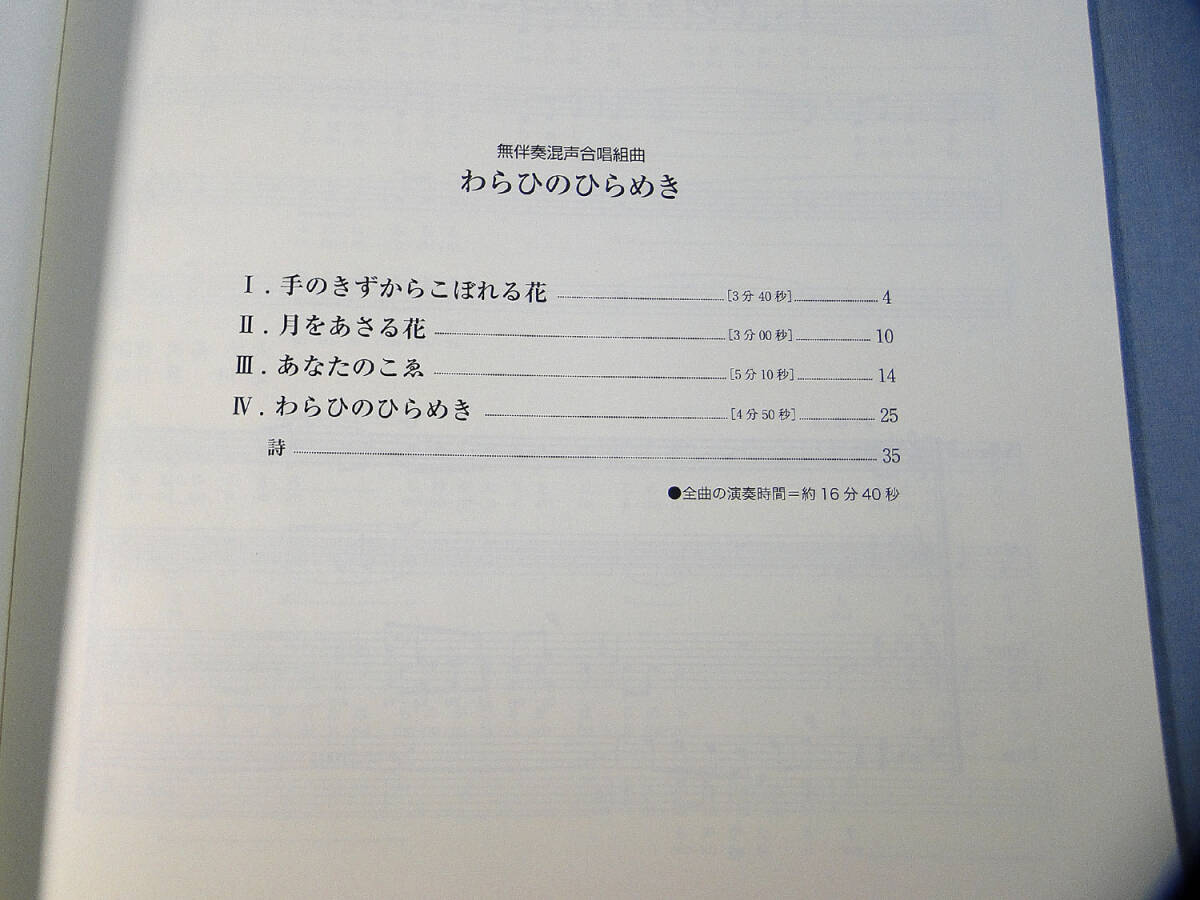 無伴奏混声合唱組曲
わらひのひらめき
Ⅰ. 手のきずからこぼれる花 [3分40秒] 4
Ⅱ. 月をあさる花 [3分00秒] 10
Ⅲ. あなたのこゑ [5分10秒] 14
Ⅳ. わらひのひらめき [4分50秒] 25
詩 35
●全曲の演奏時間=約16分40秒